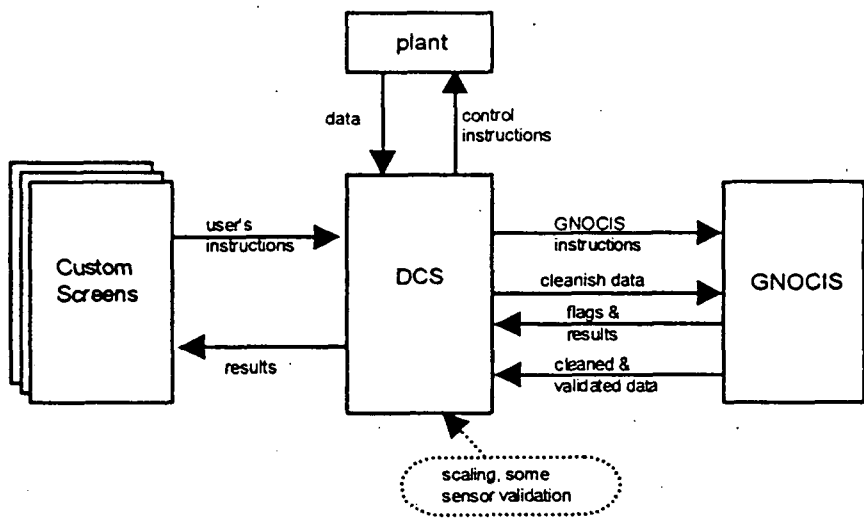 plant
data
control
instructions
user's
instructions
Custom
Screens
results
DCS
GNOCIS
instructions
cleanish data
flags &
results
cleaned &
validated data
GNOCIS
scaling, some
sensor validation